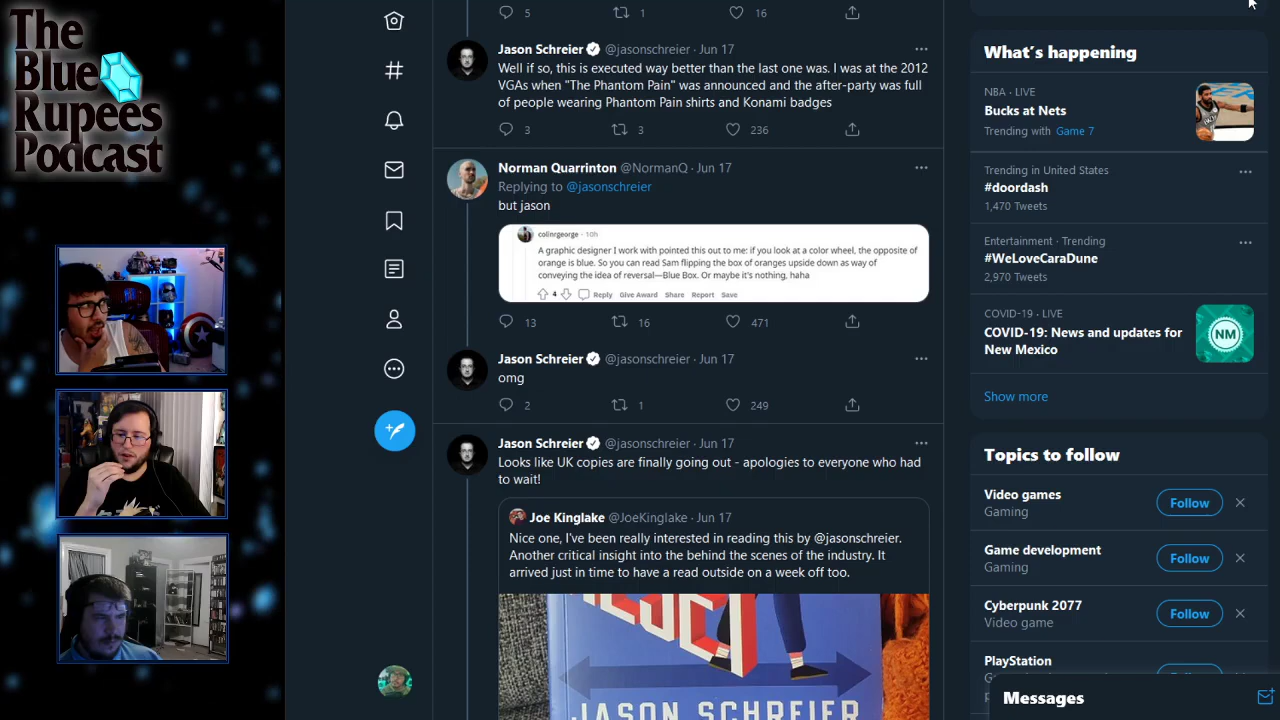 The
Blue
Rupees
Podcast
5
1
16
Jason Schreier @jasonschreier · Jun 17
Well if so, this is executed way better than the last one was. I was at the 2012
VGAs when "The Phantom Pain" was announced and the after-party was full
of people wearing Phantom Pain shirts and Konami badges
3
3
236
Norman Quarrinton @NormanQ · Jun 17
Replying to @jasonschreier
but jason
colinrgeorge · 10h
A graphic designer I work with pointed this out to me: if you look at a color wheel, the opposite of
orange is blue. So you can read Sam flipping the box of oranges upside down as way of
conveying the idea of reversal—Blue Box. Or maybe it's nothing, haha
4
Reply
Give Award
Share
Report
Save
13
16
471
Jason Schreier @jasonschreier · Jun 17
omg
2
1
249
Jason Schreier @jasonschreier · Jun 17
Looks like UK copies are finally going out - apologies to everyone who had
to wait!
Joe Kinglake @JoeKinglake · Jun 17
Nice one, I've been really interested in reading this by @jasonschreier.
Another critical insight into the behind the scenes of the industry. It
arrived just in time to have a read outside on a week off too.
JASON SCHREIER
What's happening
NBA · LIVE
Bucks at Nets
Trending with Game 7
Trending in United States
#doordash
1,470 Tweets
Entertainment · Trending
#WeLoveCaraDune
2,970 Tweets
COVID-19 · LIVE
COVID-19: News and updates for
New Mexico
NM
Show more
Topics to follow
Video games
Gaming
Follow
Game development
Gaming
Follow
Cyberpunk 2077
Video game
Follow
PlayStation
Messages